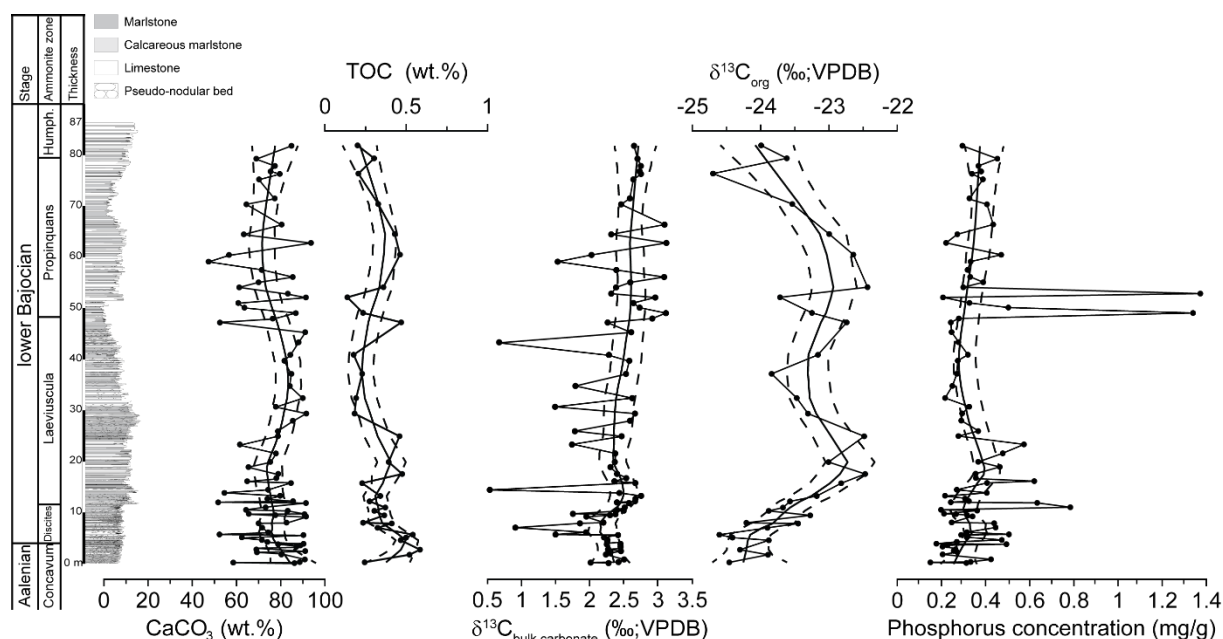 Stage
Ammonite zone
Thickness
Marlstone
Calcareous marlstone
Limestone
Pseudo-nodular bed
TOC (wt.%)
0 0.5 1
δ¹³Corg (‰;VPDB)
-25 -24 -23 -22
lower Bajocian
Aalenian
Humph.
Propinquans
Laeviuscula
Discites
Concavum
87
80
70
60
50
40
30
20
10
0 m
0 20 40 60 80 100
CaCO₃ (wt.%)
0.5 1 1.5 2 2.5 3 3.5
δ¹³Cbulk carbonate (‰;VPDB)
0 0.2 0.4 0.6 0.8 1 1.2 1.4
Phosphorus concentration (mg/g)